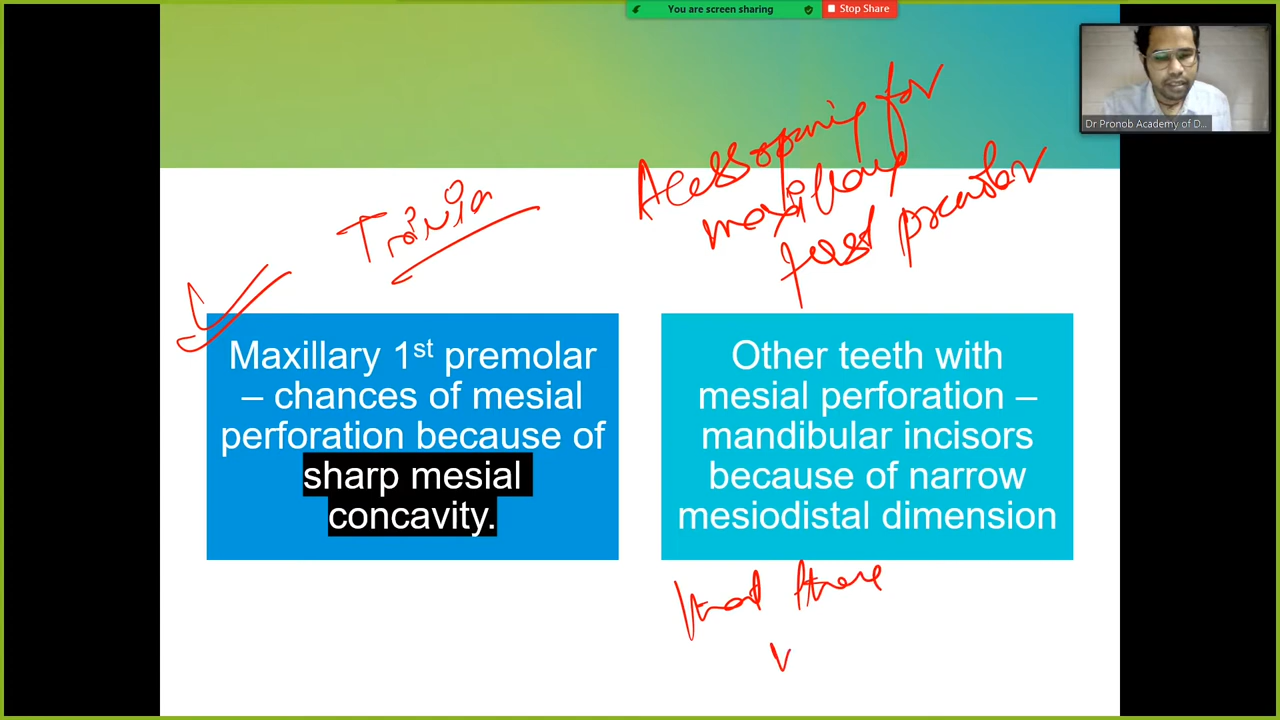 You are screen sharing
Stop Share
Dr Pronob Academy of D...
Acess opening for
maxillary
first premolar
Trivia
Maxillary 1st premolar
– chances of mesial
perforation because of
sharp mesial
concavity.
Other teeth with
mesial perforation –
mandibular incisors
because of narrow
mesiodistal dimension